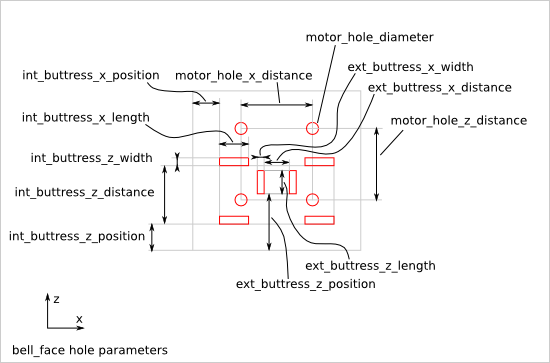 motor_hole_diameter
int_buttress_x_position
motor_hole_x_distance
ext_buttress_x_width
ext_buttress_x_distance
int_buttress_x_length
motor_hole_z_distance
int_buttress_z_width
int_buttress_z_distance
int_buttress_z_position
ext_buttress_z_length
ext_buttress_z_position
z
x
bell_face hole parameters